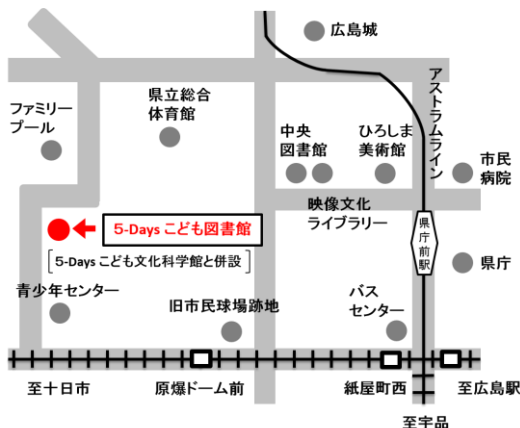 広島城
アストラムライン
ファミリー
プール
県立総合
体育館
中央
図書館
ひろしま
美術館
市民
病院
映像文化
ライブラリー
5-Days こども図書館
[5-Days こども文化科学館と併設]
県庁前駅
県庁
青少年センター
旧市民球場跡地
バス
センター
至十日市
原爆ドーム前
紙屋町西
至広島駅
至宇品